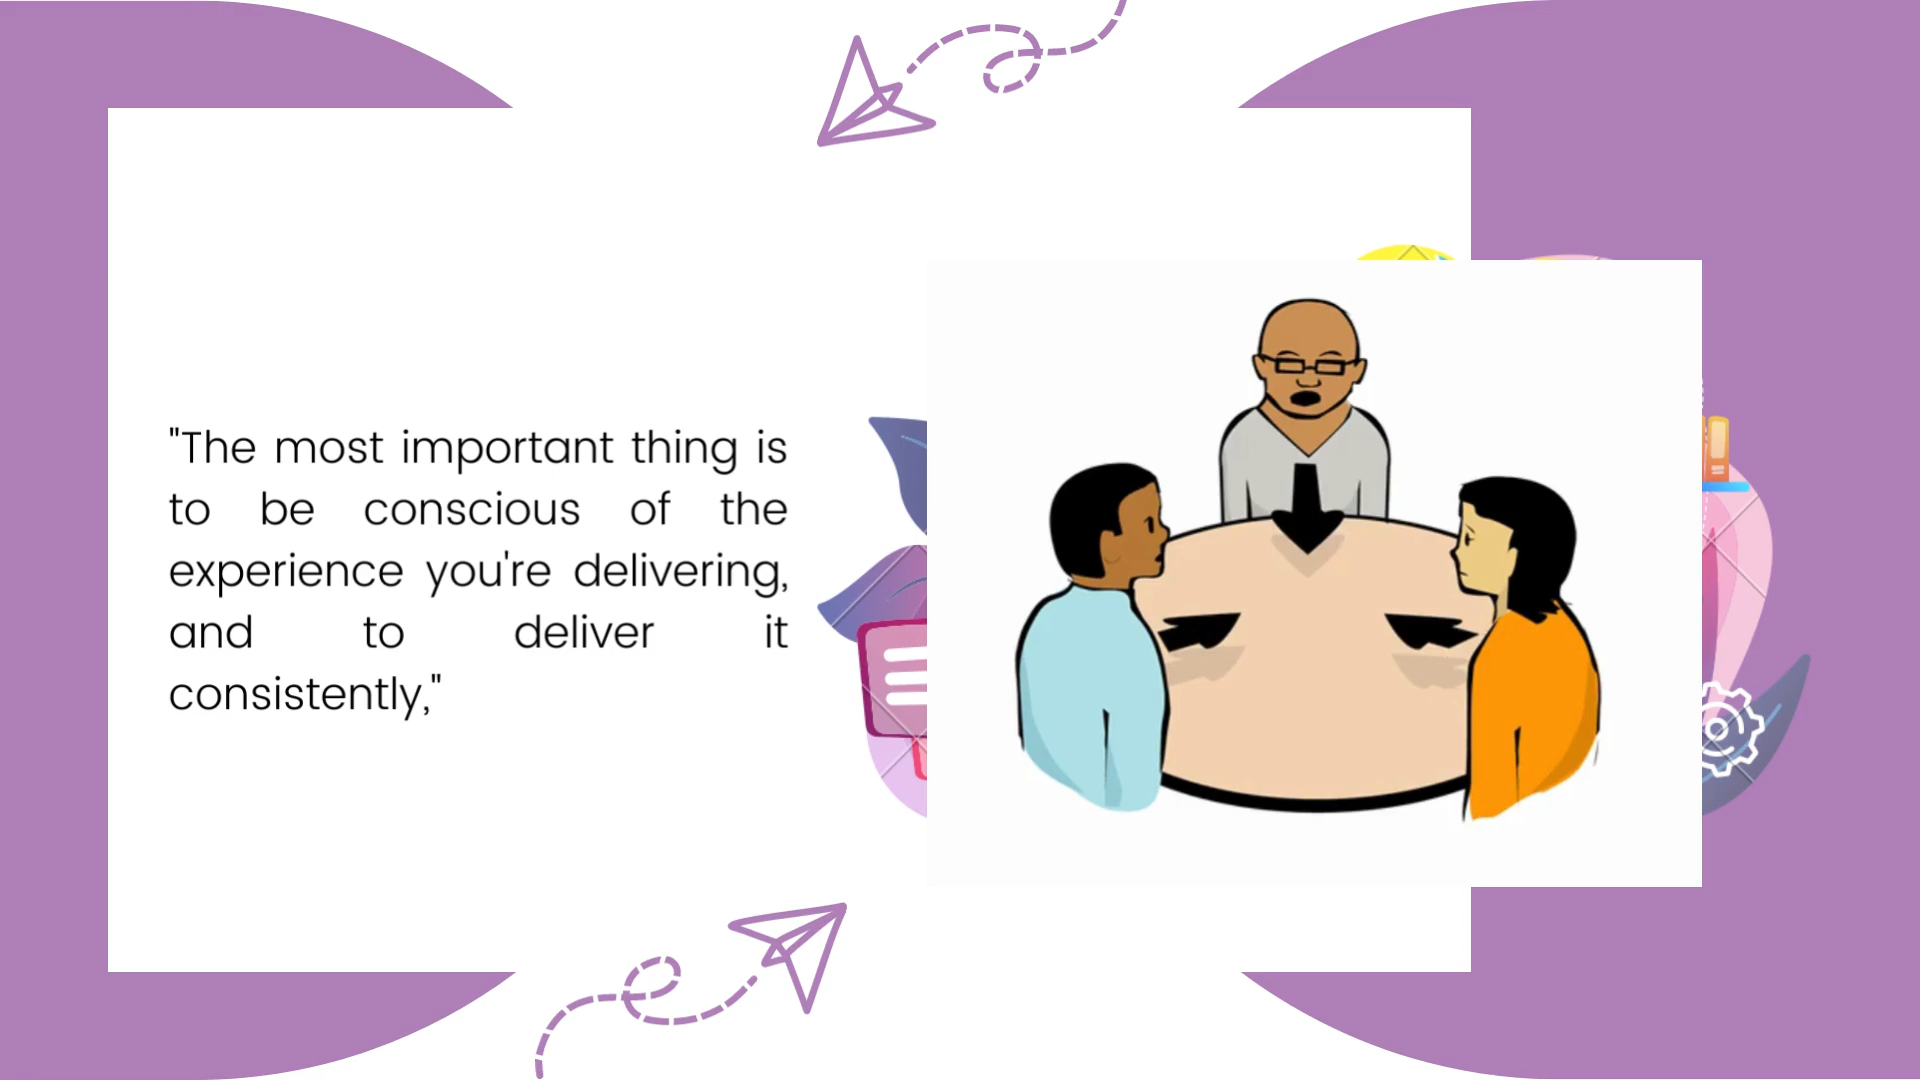 "The most important thing is
to be conscious of the
experience you're delivering,
and to deliver it
consistently,"